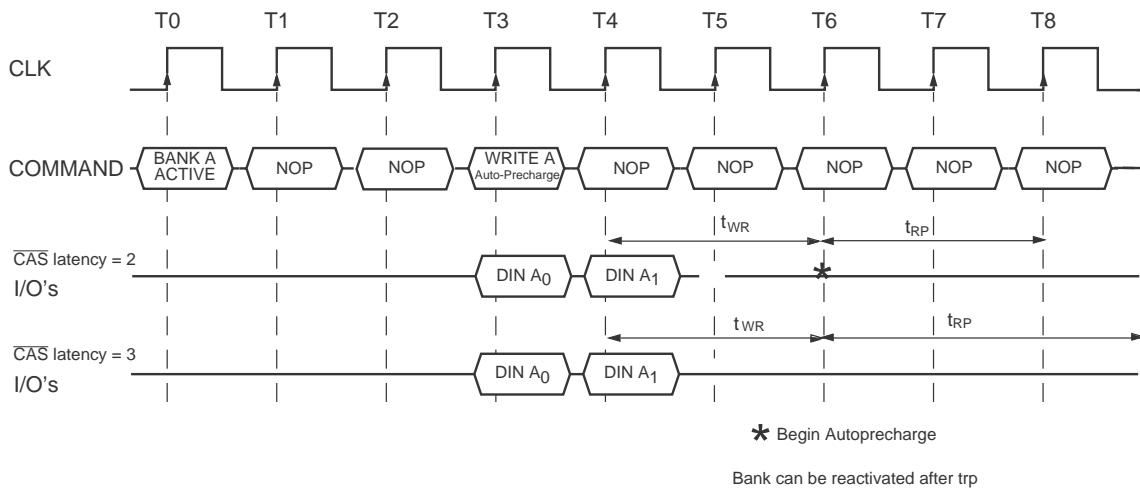 T0 T1 T2 T3 T4 T5 T6 T7 T8
CLK
COMMAND
BANK A ACTIVE
NOP
NOP
WRITE A Auto-Precharge
NOP
NOP
NOP
NOP
NOP
tWR
tRP
CAS latency = 2
I/O's
DIN A0
DIN A1
*
tWR
tRP
CAS latency = 3
I/O's
DIN A0
DIN A1
* Begin Autoprecharge
Bank can be reactivated after trp